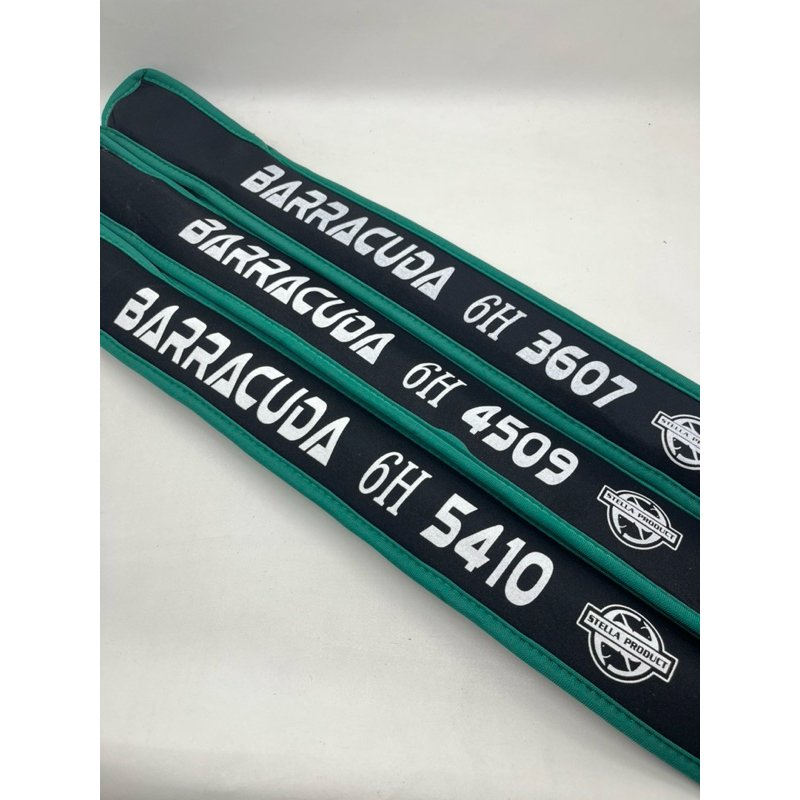 BARRACUDA 6H 3607
STELLA PRODUCT
BARRACUDA 6H 4509
STELLA PRODUCT
BARRACUDA 6H 5410
STELLA PRODUCT